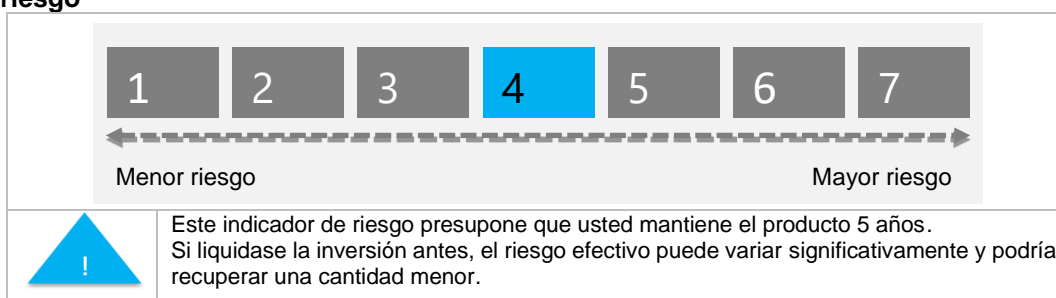 riesgo
1 2 3 4 5 6 7
Menor riesgo Mayor riesgo
Este indicador de riesgo presupone que usted mantiene el producto 5 años.
! Si liquidase la inversión antes, el riesgo efectivo puede variar significativamente y podría
recuperar una cantidad menor.